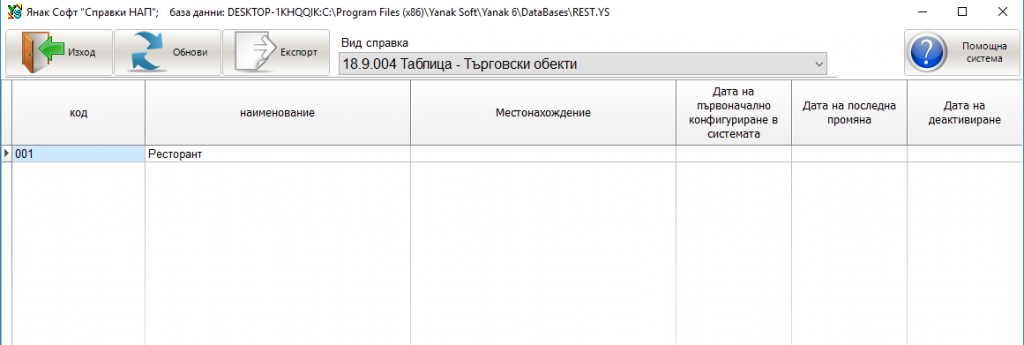 Янак Софт "Справки НАП";    база данни: DESKTOP-1KHQQIK:C:\Program Files (x86)\Yanak Soft\Yanak 6\DataBases\REST.YS
Изход
Обнови
Експорт
Вид справка
18.9.004 Таблица - Търговски обекти
Помощна
система
код
наименование
Местонахождение
Дата на
първоначално
конфигуриране в
системата
Дата на последна
промяна
Дата на
деактивиране
001
Ресторант